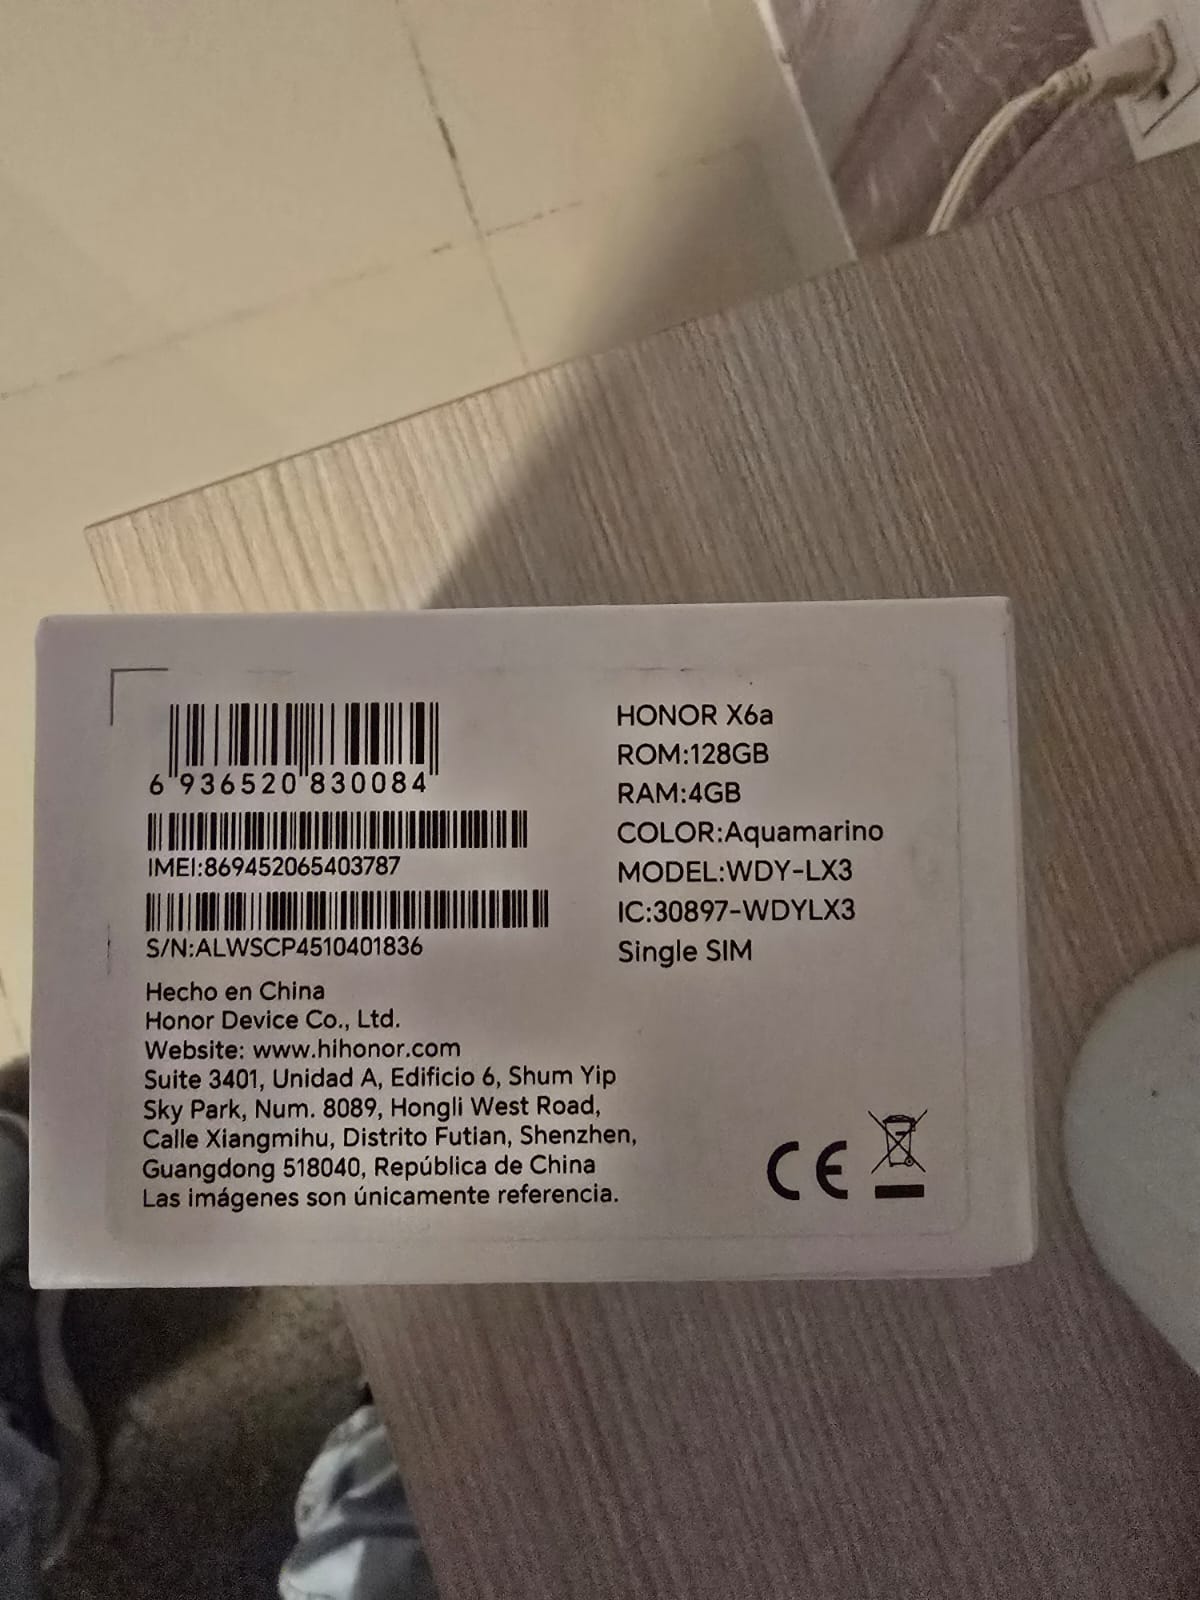 6 936520 830084
IMEI:869452065403787
S/N:ALWSCP4510401836
Hecho en China
Honor Device Co., Ltd.
Website: www.hihonor.com
Suite 3401, Unidad A, Edificio 6, Shum Yip
Sky Park, Num. 8089, Hongli West Road,
Calle Xiangmihu, Distrito Futian, Shenzhen,
Guangdong 518040, República de China
Las imágenes son únicamente referencia.
HONOR X6a
ROM:128GB
RAM:4GB
COLOR:Aquamarino
MODEL:WDY-LX3
IC:30897-WDYLX3
Single SIM
CE